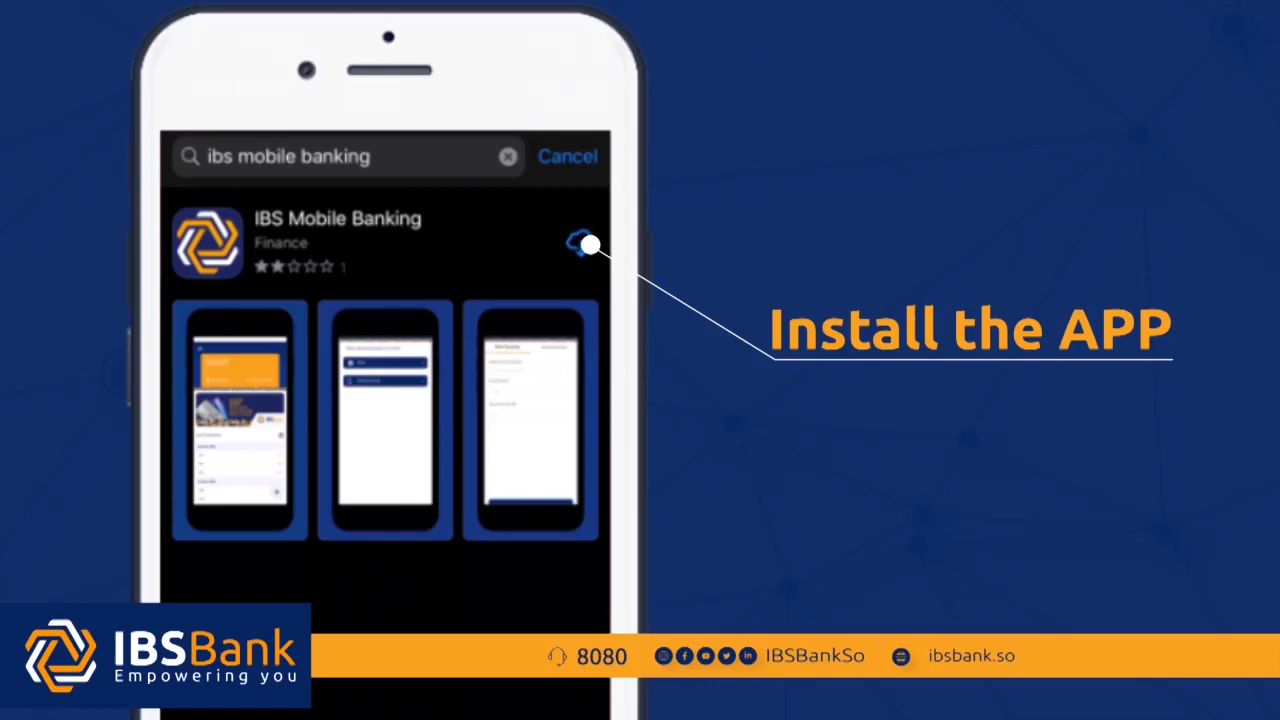 ibs mobile banking
Cancel
IBS Mobile Banking
Finance
1
Install the APP
IBSBank
Empowering you
8080
IBSBankSo
ibsbank.so